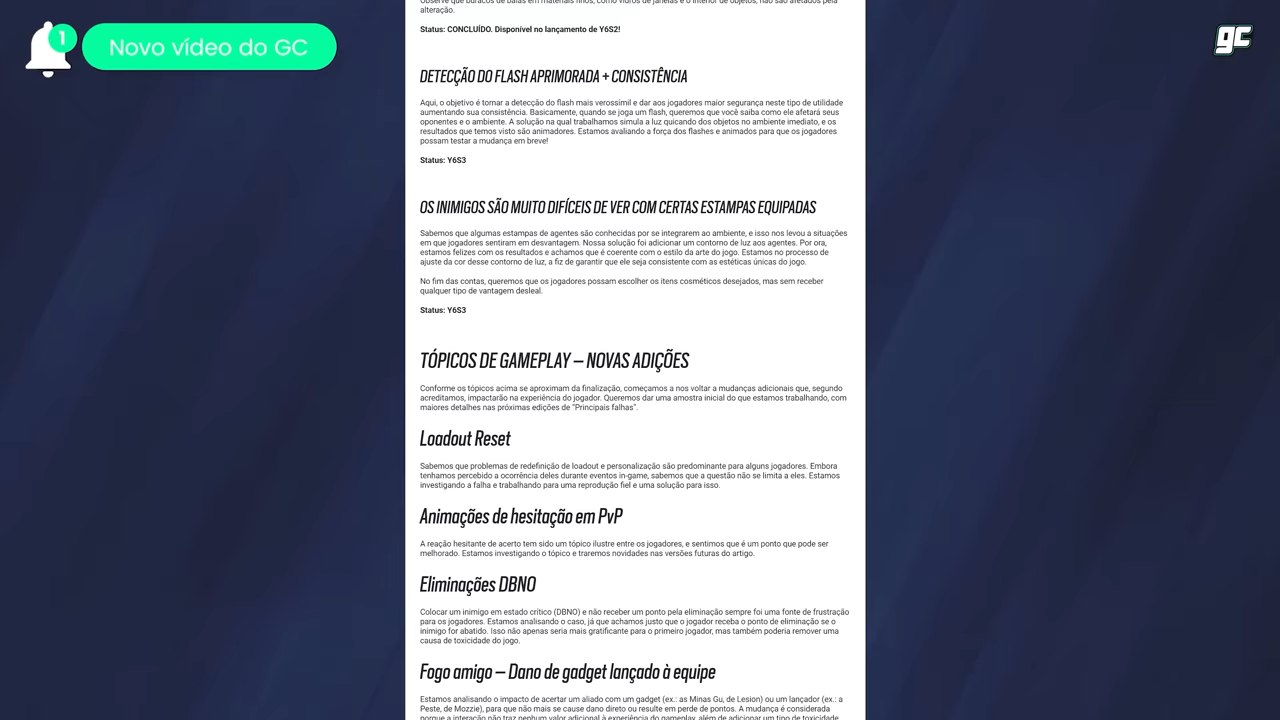 1
Novo vídeo do GC
gc
Observe que buracos de balas em materiais finos, como vidros de janelas e o interior de objetos, não são afetados pela
alteração.
Status: CONCLUÍDO. Disponível no lançamento de Y6S2!
DETECÇÃO DO FLASH APRIMORADA + CONSISTÊNCIA
Aqui, o objetivo é tornar a detecção do flash mais verossímil e dar aos jogadores maior segurança neste tipo de utilidade
aumentando sua consistência. Basicamente, quando se joga um flash, queremos que você saiba como ele afetará seus
oponentes e o ambiente. A solução na qual trabalhamos simula a luz quicando dos objetos no ambiente imediato, e os
resultados que temos visto são animadores. Estamos avaliando a força dos flashes e animados para que os jogadores
possam testar a mudança em breve!
Status: Y6S3
OS INIMIGOS SÃO MUITO DIFÍCEIS DE VER COM CERTAS ESTAMPAS EQUIPADAS
Sabemos que algumas estampas de agentes são conhecidas por se integrarem ao ambiente, e isso nos levou a situações
em que jogadores sentiram em desvantagem. Nossa solução foi adicionar um contorno de luz aos agentes. Por ora,
estamos felizes com os resultados e achamos que é coerente com o estilo da arte do jogo. Estamos no processo de
ajuste da cor desse contorno de luz, a fiz de garantir que ele seja consistente com as estéticas únicas do jogo.
No fim das contas, queremos que os jogadores possam escolher os itens cosméticos desejados, mas sem receber
qualquer tipo de vantagem desleal.
Status: Y6S3
TÓPICOS DE GAMEPLAY – NOVAS ADIÇÕES
Conforme os tópicos acima se aproximam da finalização, começamos a nos voltar a mudanças adicionais que, segundo
acreditamos, impactarão na experiência do jogador. Queremos dar uma amostra inicial do que estamos trabalhando, com
maiores detalhes nas próximas edições de "Principais falhas".
Loadout Reset
Sabemos que problemas de redefinição de loadout e personalização são predominante para alguns jogadores. Embora
tenhamos percebido a ocorrência deles durante eventos in-game, sabemos que a questão não se limita a eles. Estamos
investigando a falha e trabalhando para uma reprodução fiel e uma solução para isso.
Animações de hesitação em PvP
A reação hesitante de acerto tem sido um tópico ilustre entre os jogadores, e sentimos que é um ponto que pode ser
melhorado. Estamos investigando o tópico e traremos novidades nas versões futuras do artigo.
Eliminações DBNO
Colocar um inimigo em estado crítico (DBNO) e não receber um ponto pela eliminação sempre foi uma fonte de frustração
para os jogadores. Estamos analisando o caso, já que achamos justo que o jogador receba o ponto de eliminação se o
inimigo for abatido. Isso não apenas seria mais gratificante para o primeiro jogador, mas também poderia remover uma
causa de toxicidade do jogo.
Fogo amigo – Dano de gadget lançado à equipe
Estamos analisando o impacto de acertar um aliado com um gadget (ex.: as Minas Gu, de Lesion) ou um lançador (ex.: a
Peste, de Mozzie), para que não mais se cause dano direto ou resulte em perde de pontos. A mudança é considerada
porque a interação não traz nenhum valor adicional à experiência do gameplay, além de adicionar um tipo de toxicidade